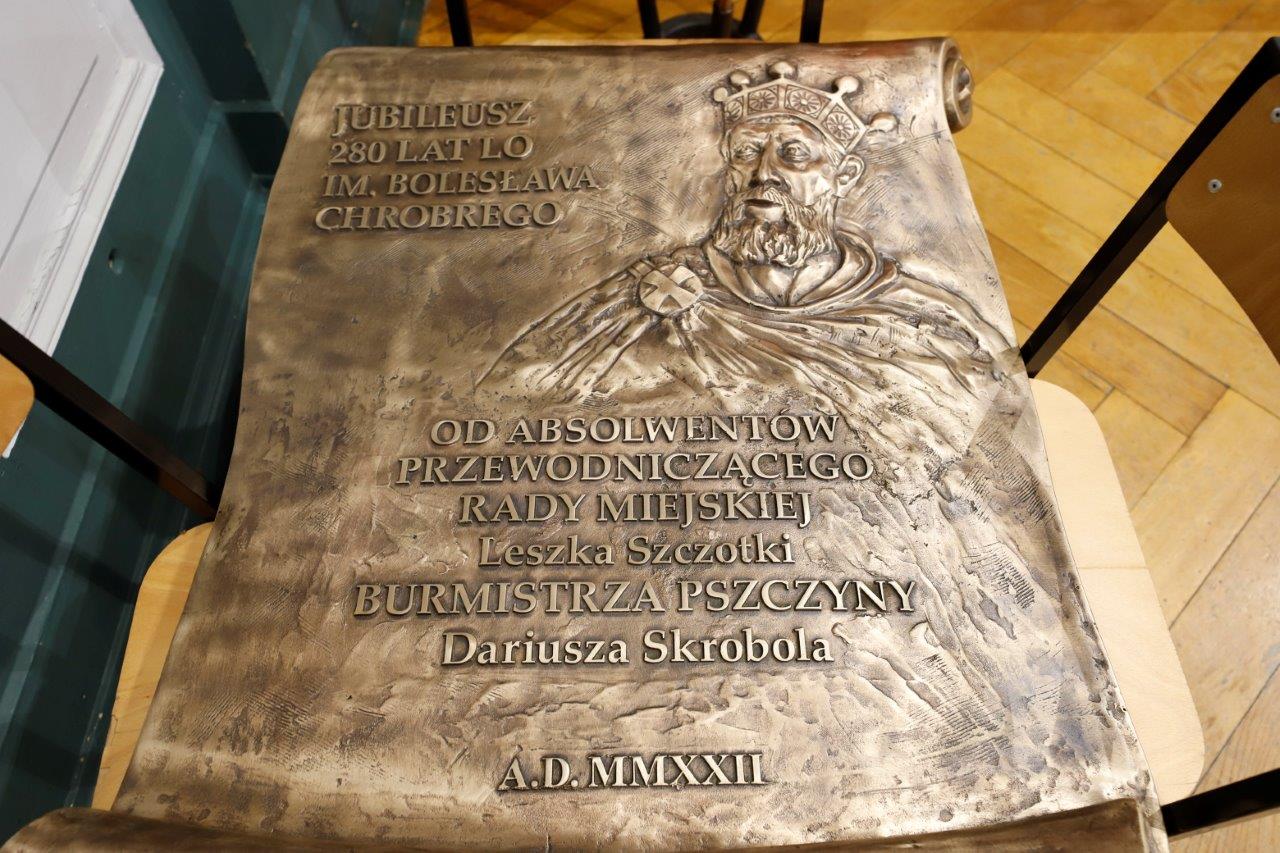 JUBILEUSZ
280 LAT LO
IM. BOLESŁAWA
CHROBREGO
OD ABSOLWENTÓW
PRZEWODNICZĄCEGO
RADY MIEJSKIEJ
Leszka Szczotki
BURMISTRZA PSZCZYNY
Dariusza Skrobola
A.D. MMXXII